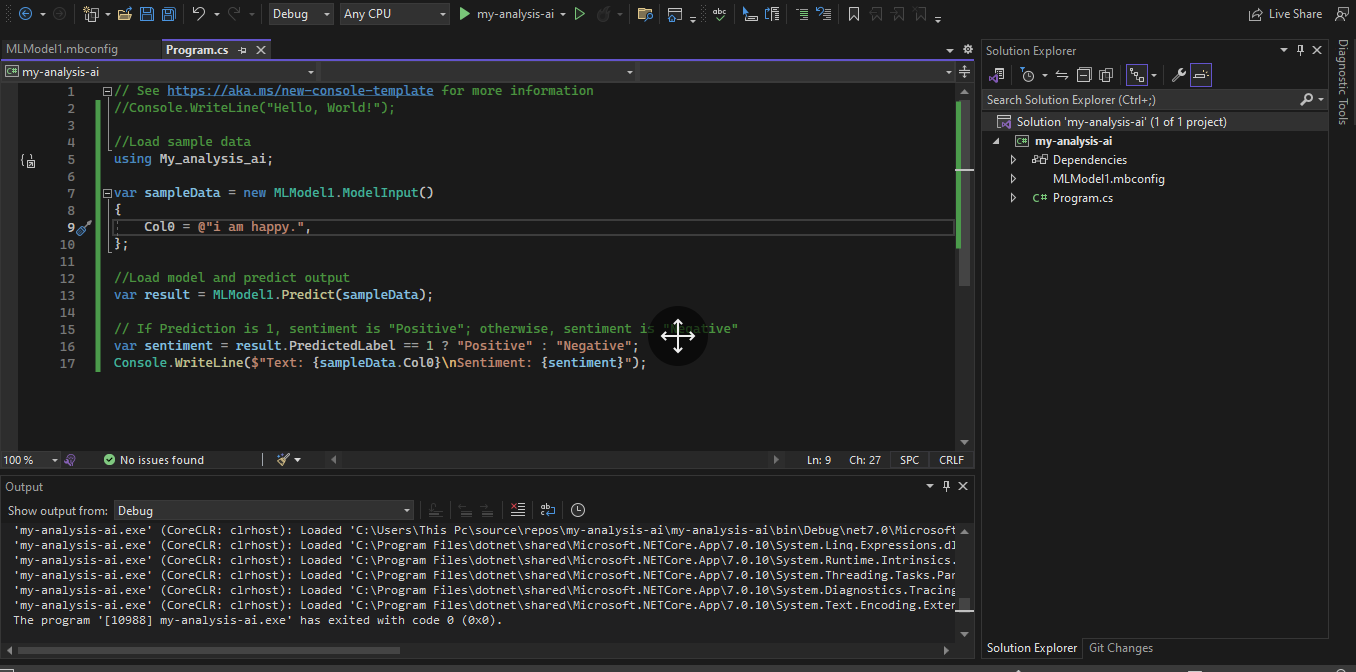 Debug
Any CPU
my-analysis-ai
Live Share
MLModel1.mbconfig
Program.cs
my-analysis-ai
1 // See https://aka.ms/new-console-template for more information
2 //Console.WriteLine("Hello, World!");
3
4 //Load sample data
5 using My_analysis_ai;
6
7 var sampleData = new MLModel1.ModelInput()
8 {
9 Col0 = @"i am happy.",
10 };
11
12 //Load model and predict output
13 var result = MLModel1.Predict(sampleData);
14
15 // If Prediction is 1, sentiment is "Positive"; otherwise, sentiment is "Negative"
16 var sentiment = result.PredictedLabel == 1 ? "Positive" : "Negative";
17 Console.WriteLine($"Text: {sampleData.Col0}\nSentiment: {sentiment}");
100 %
No issues found
Ln: 9
Ch: 27
SPC
CRLF
Output
Show output from: Debug
'my-analysis-ai.exe' (CoreCLR: clrhost): Loaded 'C:\Users\This Pc\source\repos\my-analysis-ai\my-analysis-ai\bin\Debug\net7.0\Microsoft
'my-analysis-ai.exe' (CoreCLR: clrhost): Loaded 'C:\Program Files\dotnet\shared\Microsoft.NETCore.App\7.0.10\System.Linq.Expressions.dl
'my-analysis-ai.exe' (CoreCLR: clrhost): Loaded 'C:\Program Files\dotnet\shared\Microsoft.NETCore.App\7.0.10\System.Runtime.Intrinsics.
'my-analysis-ai.exe' (CoreCLR: clrhost): Loaded 'C:\Program Files\dotnet\shared\Microsoft.NETCore.App\7.0.10\System.Threading.Tasks.Par
'my-analysis-ai.exe' (CoreCLR: clrhost): Loaded 'C:\Program Files\dotnet\shared\Microsoft.NETCore.App\7.0.10\System.Diagnostics.Tracing
'my-analysis-ai.exe' (CoreCLR: clrhost): Loaded 'C:\Program Files\dotnet\shared\Microsoft.NETCore.App\7.0.10\System.Text.Encoding.Exter
The program '[10988] my-analysis-ai.exe' has exited with code 0 (0x0).
Solution Explorer
Search Solution Explorer (Ctrl+;)
Solution 'my-analysis-ai' (1 of 1 project)
my-analysis-ai
Dependencies
MLModel1.mbconfig
C# Program.cs
Solution Explorer
Git Changes
Diagnostic Tools